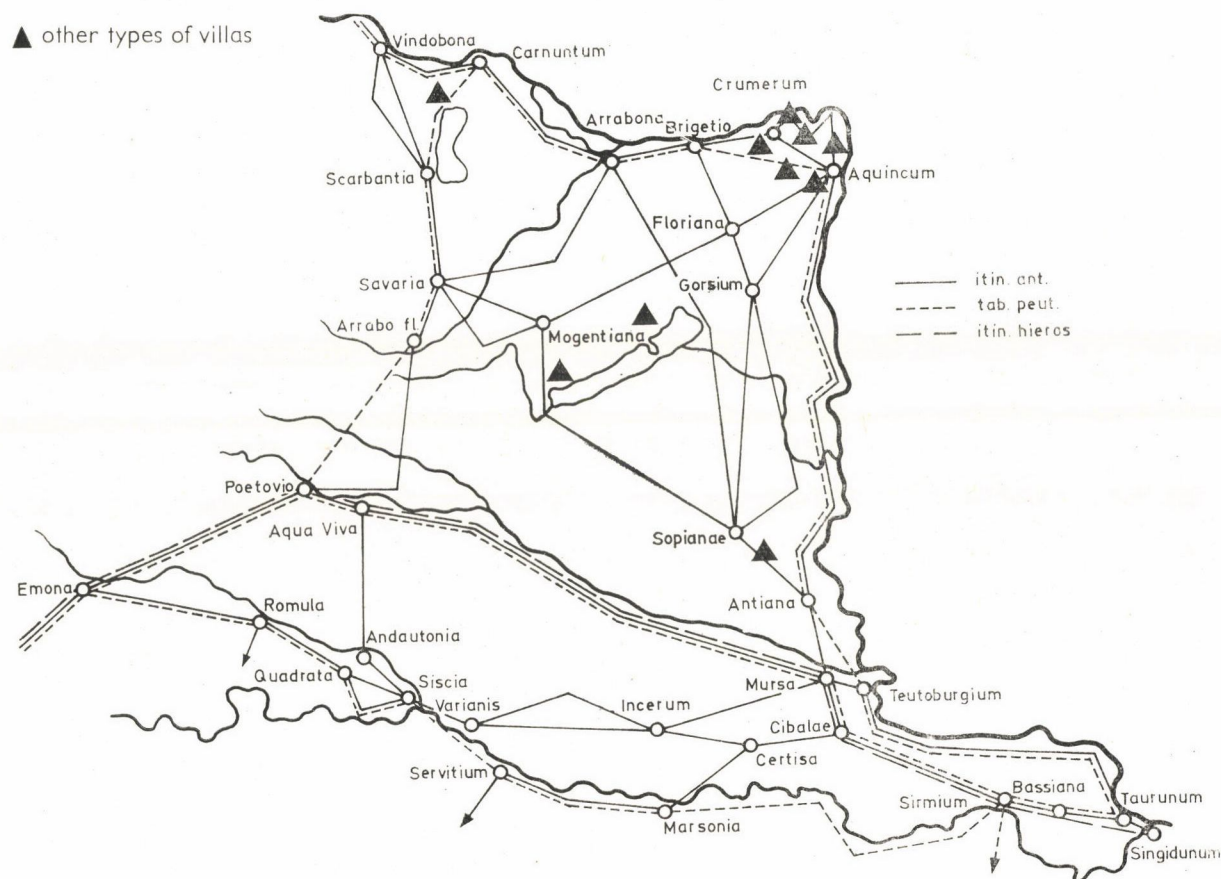 other types of villas
Vindobona
Carnuntum
Crumerum
Arrabona
Brigetio
Scarbantia
Aquincum
Floriana
Savaria
Gorsium
itin. ant.
tab. peut.
itin. hieros
Arrabo fl.
Mogentiana
Poetovio
Aqua Viva
Sopianae
Emona
Romula
Antiana
Andautonia
Quadrata
Siscia
Varianis
Incerum
Mursa
Teutoburgium
Cibalae
Certisa
Servitium
Marsonia
Sirmium
Bassiana
Taurunum
Singidunum